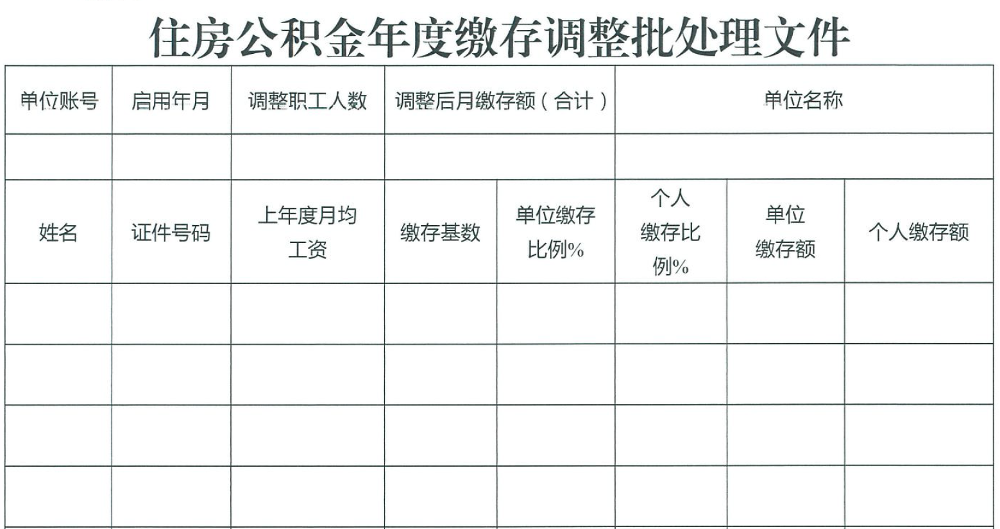 住房公积金年度缴存调整批处理文件
单位账号 启用年月 调整职工人数 调整后月缴存额（合计） 单位名称
姓名 证件号码 上年度月均 缴存基数 单位缴存 个人 单位 个人缴存额
工资 比例% 缴存比 缴存额
例%